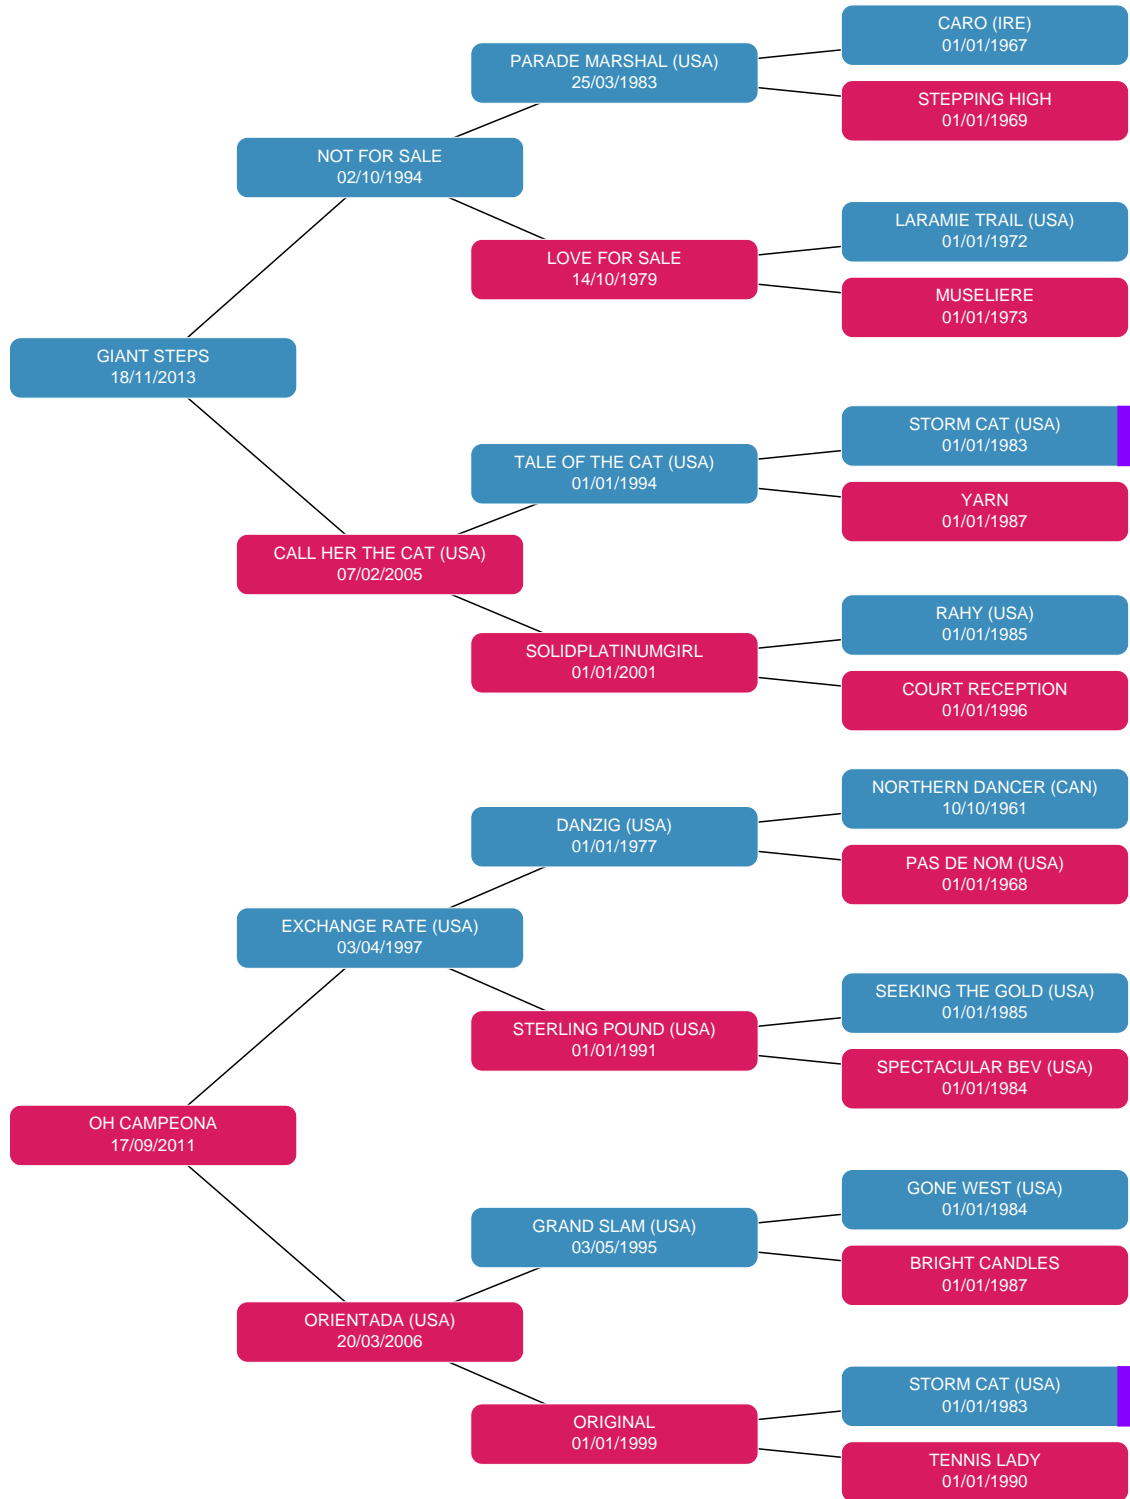 CARO (IRE)
01/01/1967
PARADE MARSHAL (USA)
25/03/1983
STEPPING HIGH
01/01/1969
NOT FOR SALE
02/10/1994
LARAMIE TRAIL (USA)
01/01/1972
LOVE FOR SALE
14/10/1979
MUSELIERE
01/01/1973
GIANT STEPS
18/11/2013
STORM CAT (USA)
01/01/1983
TALE OF THE CAT (USA)
01/01/1994
YARN
01/01/1987
CALL HER THE CAT (USA)
07/02/2005
RAHY (USA)
01/01/1985
SOLIDPLATINUMGIRL
01/01/2001
COURT RECEPTION
01/01/1996
NORTHERN DANCER (CAN)
10/10/1961
DANZIG (USA)
01/01/1977
PAS DE NOM (USA)
01/01/1968
EXCHANGE RATE (USA)
03/04/1997
SEEKING THE GOLD (USA)
01/01/1985
STERLING POUND (USA)
01/01/1991
SPECTACULAR BEV (USA)
01/01/1984
OH CAMPEONA
17/09/2011
GONE WEST (USA)
01/01/1984
GRAND SLAM (USA)
03/05/1995
BRIGHT CANDLES
01/01/1987
ORIENTADA (USA)
20/03/2006
STORM CAT (USA)
01/01/1983
ORIGINAL
01/01/1999
TENNIS LADY
01/01/1990